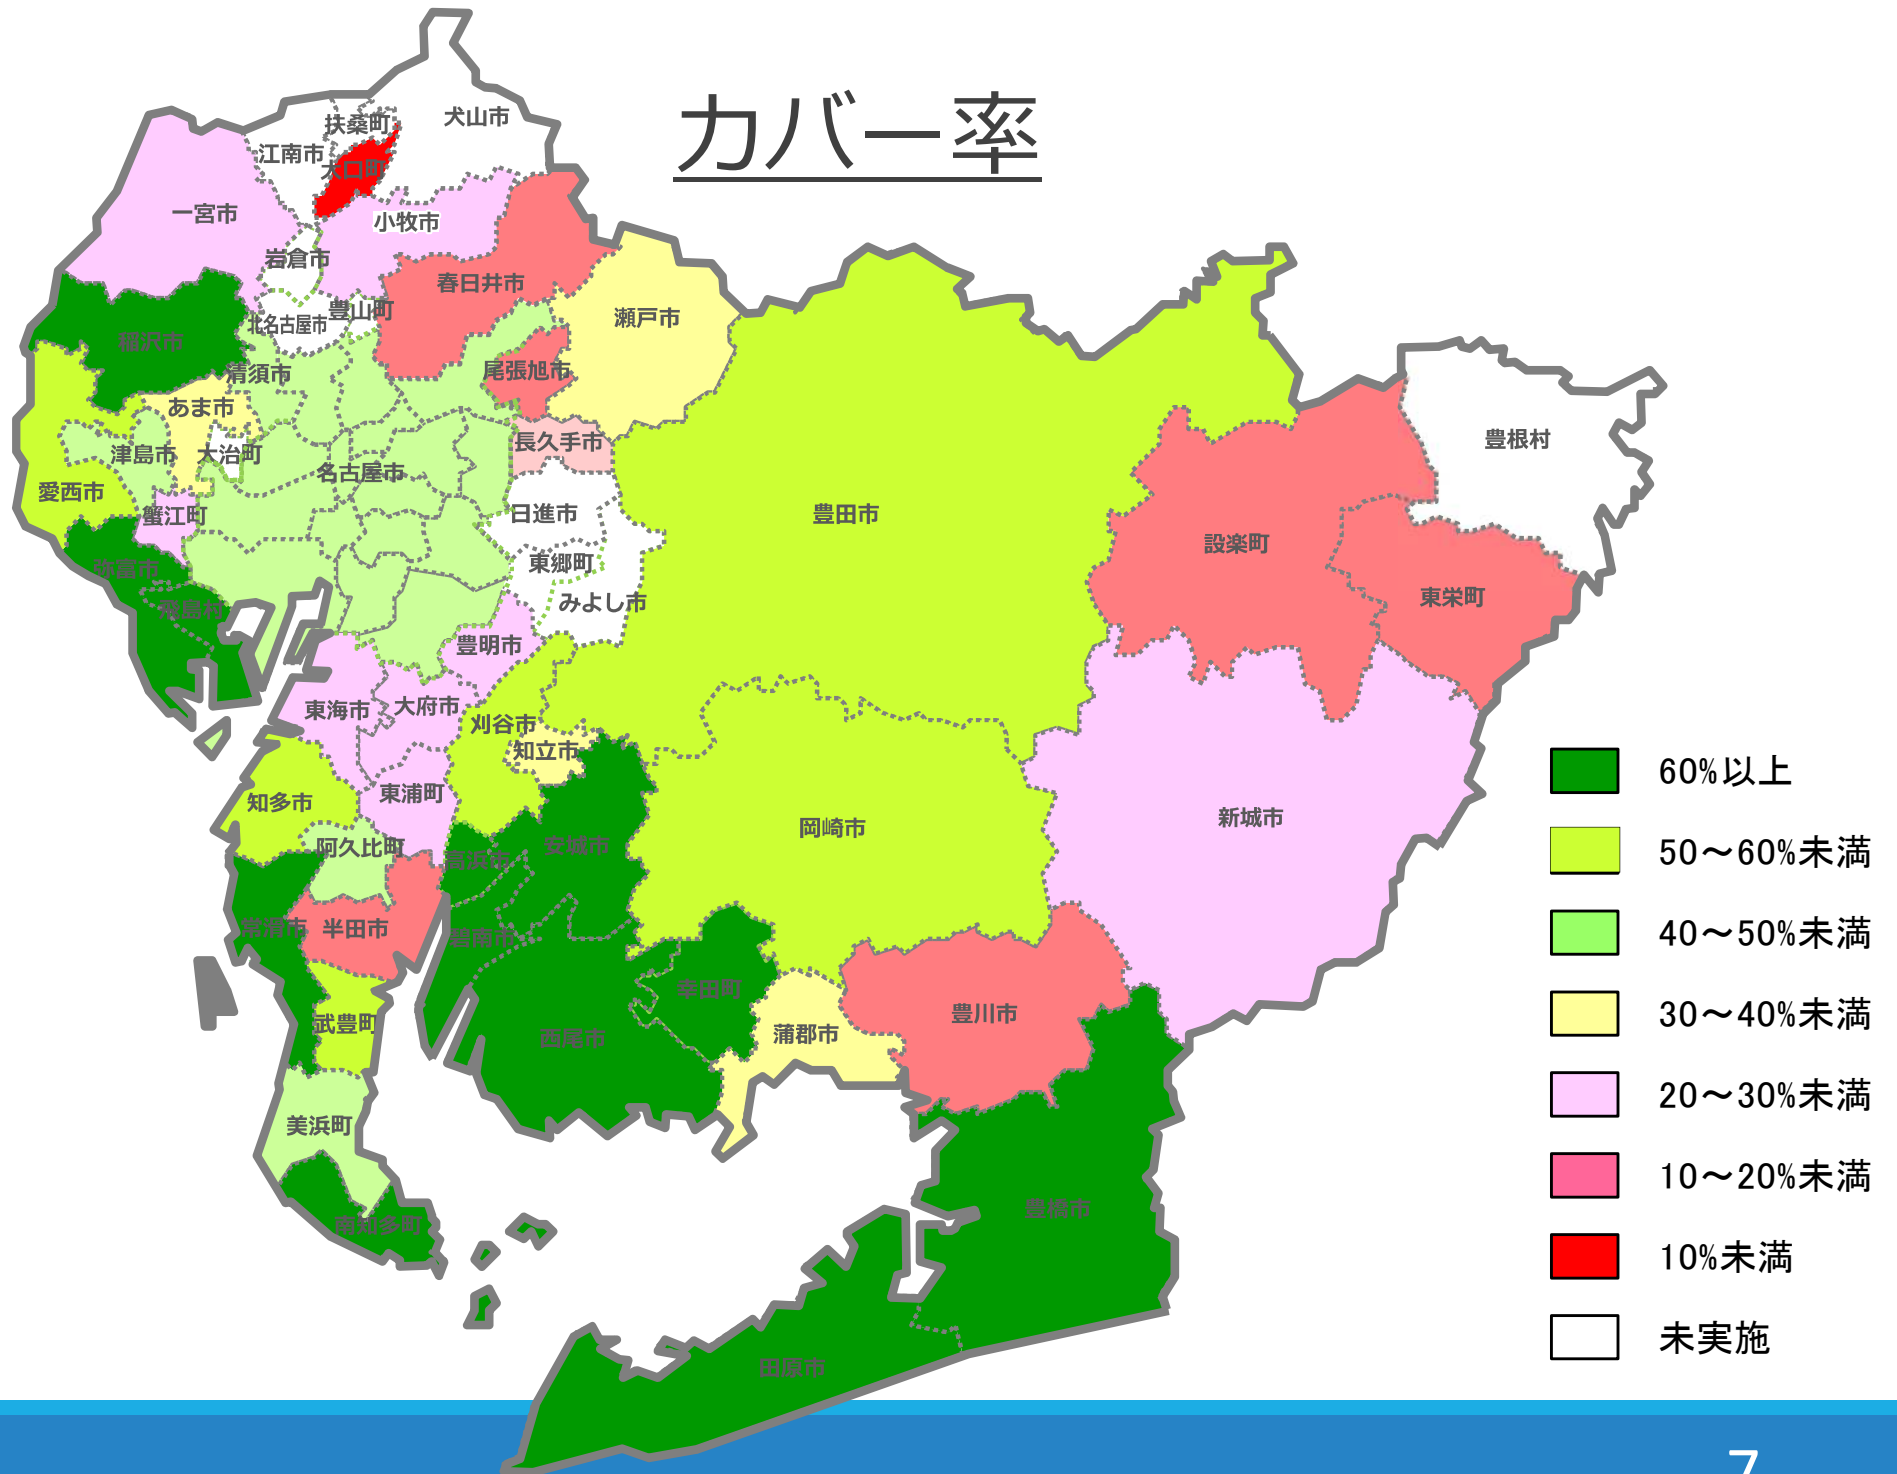 カバー率
犬山市
扶桑町
江南市
大口町
一宮市
小牧市
岩倉市
春日井市
豊山町
北名古屋市
瀬戸市
稲沢市
清須市
尾張旭市
あま市
長久手市
豊根村
津島市
大治町
名古屋市
愛西市
蟹江町
日進市
豊田市
設楽町
弥富市
東郷町
東栄町
飛島村
みよし市
豊明市
東海市
大府市
刈谷市
知立市
東浦町
知多市
新城市
岡崎市
阿久比町
高浜市
安城市
常滑市
半田市
碧南市
幸田町
武豊町
西尾市
蒲郡市
豊川市
美浜町
南知多町
豊橋市
田原市
60%以上
50～60%未満
40～50%未満
30～40%未満
20～30%未満
10～20%未満
10%未満
未実施
7